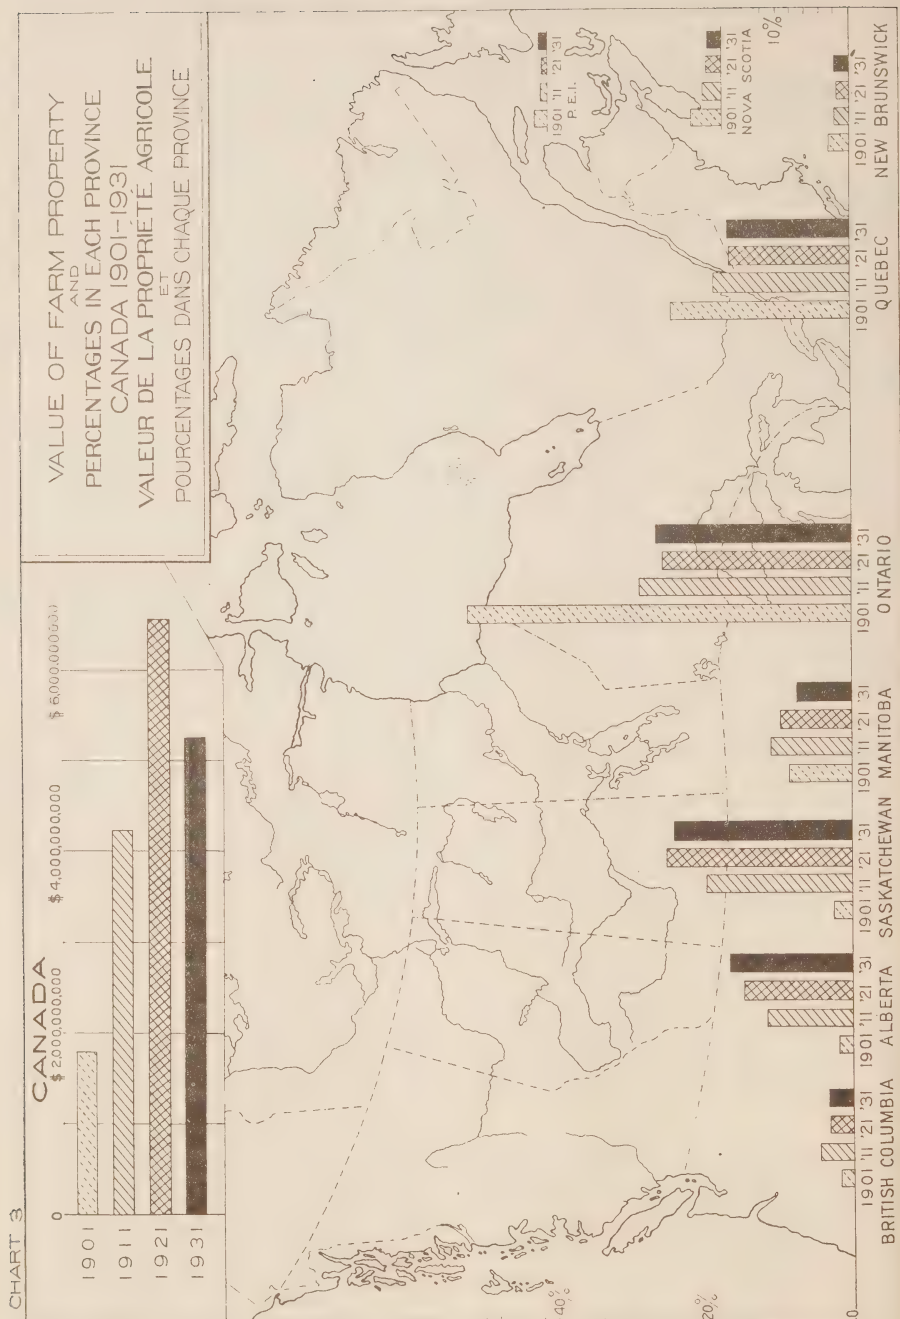 CHART 3
CANADA
0
$ 2,000,000,000
$ 4,000,000,000
$ 6,000,000,000
1901
1911
1921
1931
VALUE OF FARM PROPERTY
AND
PERCENTAGES IN EACH PROVINCE
CANADA 1901-1931
VALEUR DE LA PROPRIÉTÉ AGRICOLE
ET
POURCENTAGES DANS CHAQUE PROVINCE
1901 '11 '21 '31
P.E.I.
1901 '11 '21 '31
NOVA SCOTIA
10%
40%
20%
0
1901 '11 '21 '31
BRITISH COLUMBIA
1901 '11 '21 '31
ALBERTA
1901 '11 '21 '31
SASKATCHEWAN
1901 '11 '21 '31
MANITOBA
1901 '11 '21 '31
ONTARIO
1901 '11 '21 '31
QUEBEC
1901 '11 '21 '31
NEW BRUNSWICK